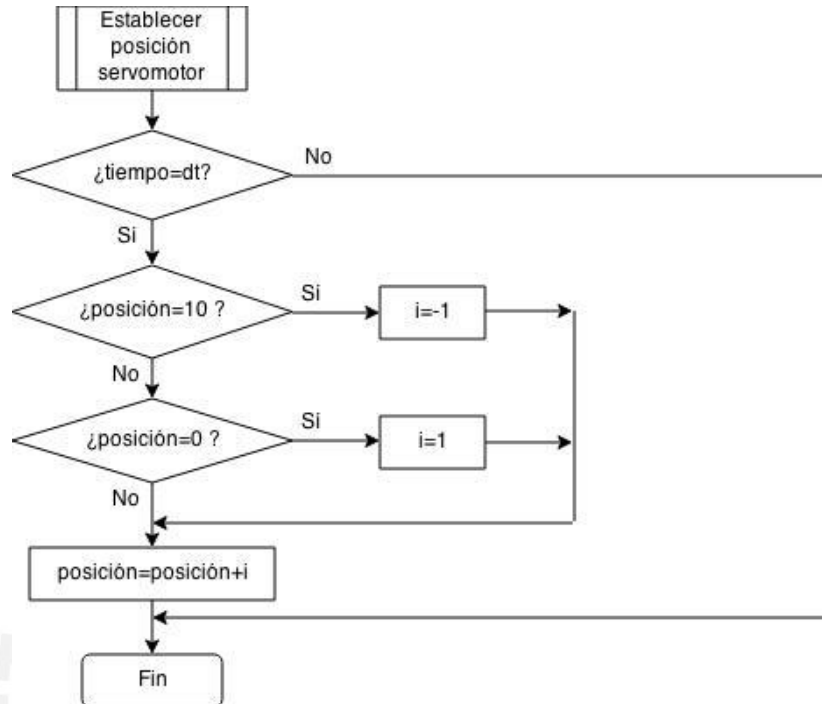 Establecer
posición
servomotor
¿tiempo=dt?
No
Si
¿posición=10 ?
Si
i=-1
No
¿posición=0 ?
Si
i=1
No
posición=posición+i
Fin